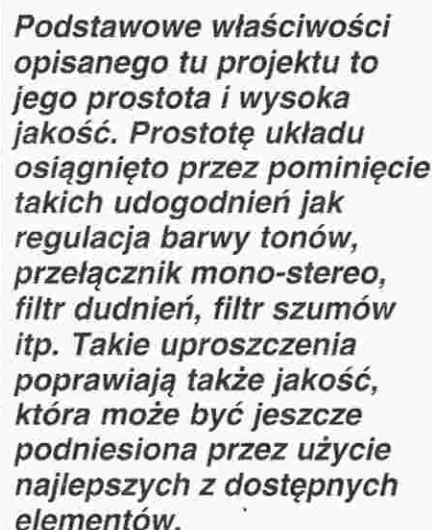 Podstawowe właściwości
opisanego tu projektu to
jego prostota i wysoka
jakość. Prostotę układu
osiągnięto przez pominięcie
takich udogodnień jak
regulacja barwy tonów,
przełącznik mono-stereo,
filtr dudnień, filtr szumów
itp. Takie uproszczenia
poprawiają także jakość,
która może być jeszcze
podniesiona przez użycie
najlepszych z dostępnych
elementów.